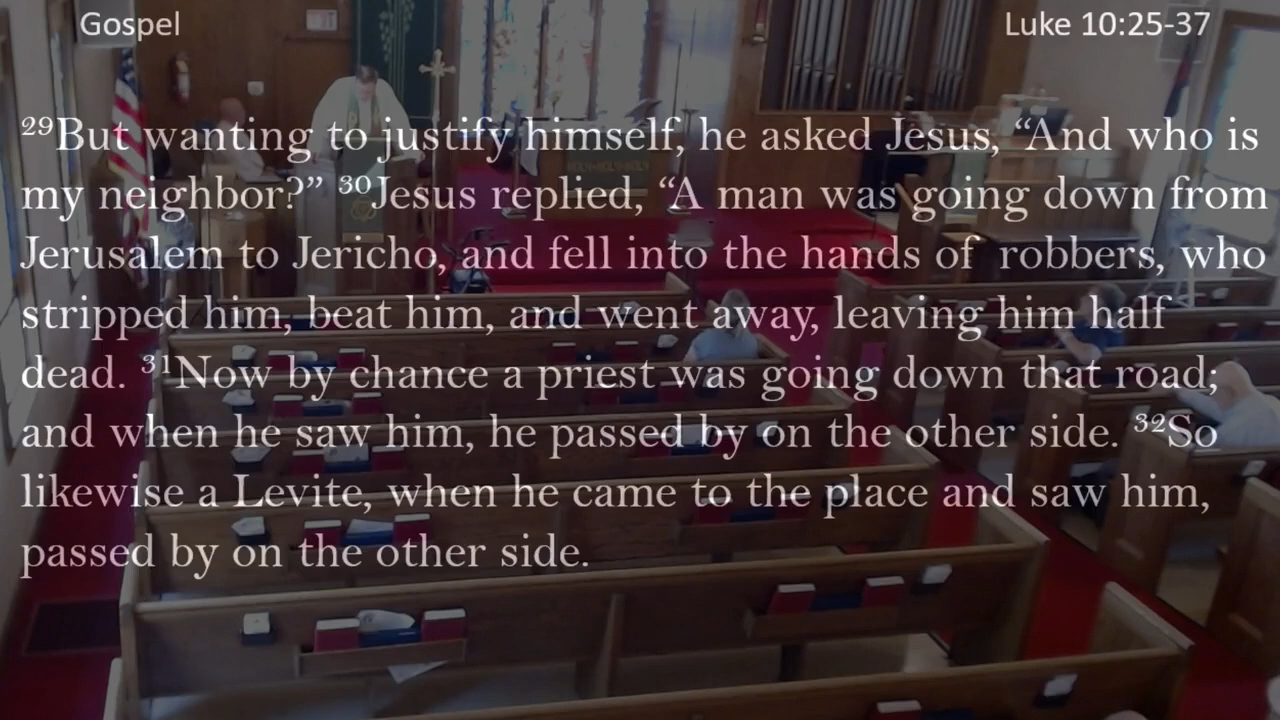 Gospel
Luke 10:25-37
²⁹But wanting to justify himself, he asked Jesus, “And who is
my neighbor?” ³⁰Jesus replied, “A man was going down from
Jerusalem to Jericho, and fell into the hands of robbers, who
stripped him, beat him, and went away, leaving him half
dead. ³¹Now by chance a priest was going down that road;
and when he saw him, he passed by on the other side. ³²So
likewise a Levite, when he came to the place and saw him,
passed by on the other side.